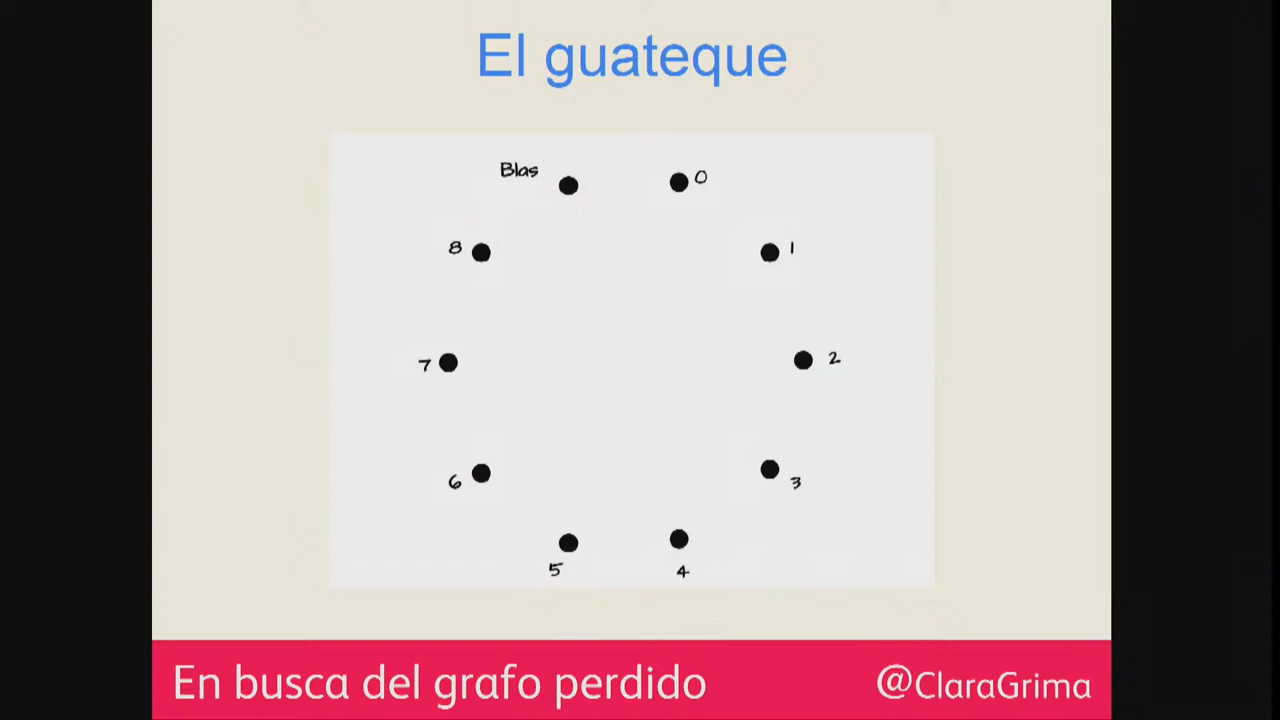 El guateque
Blas
0
8
1
7
2
6
3
5
4
En busca del grafo perdido
@ClaraGrima